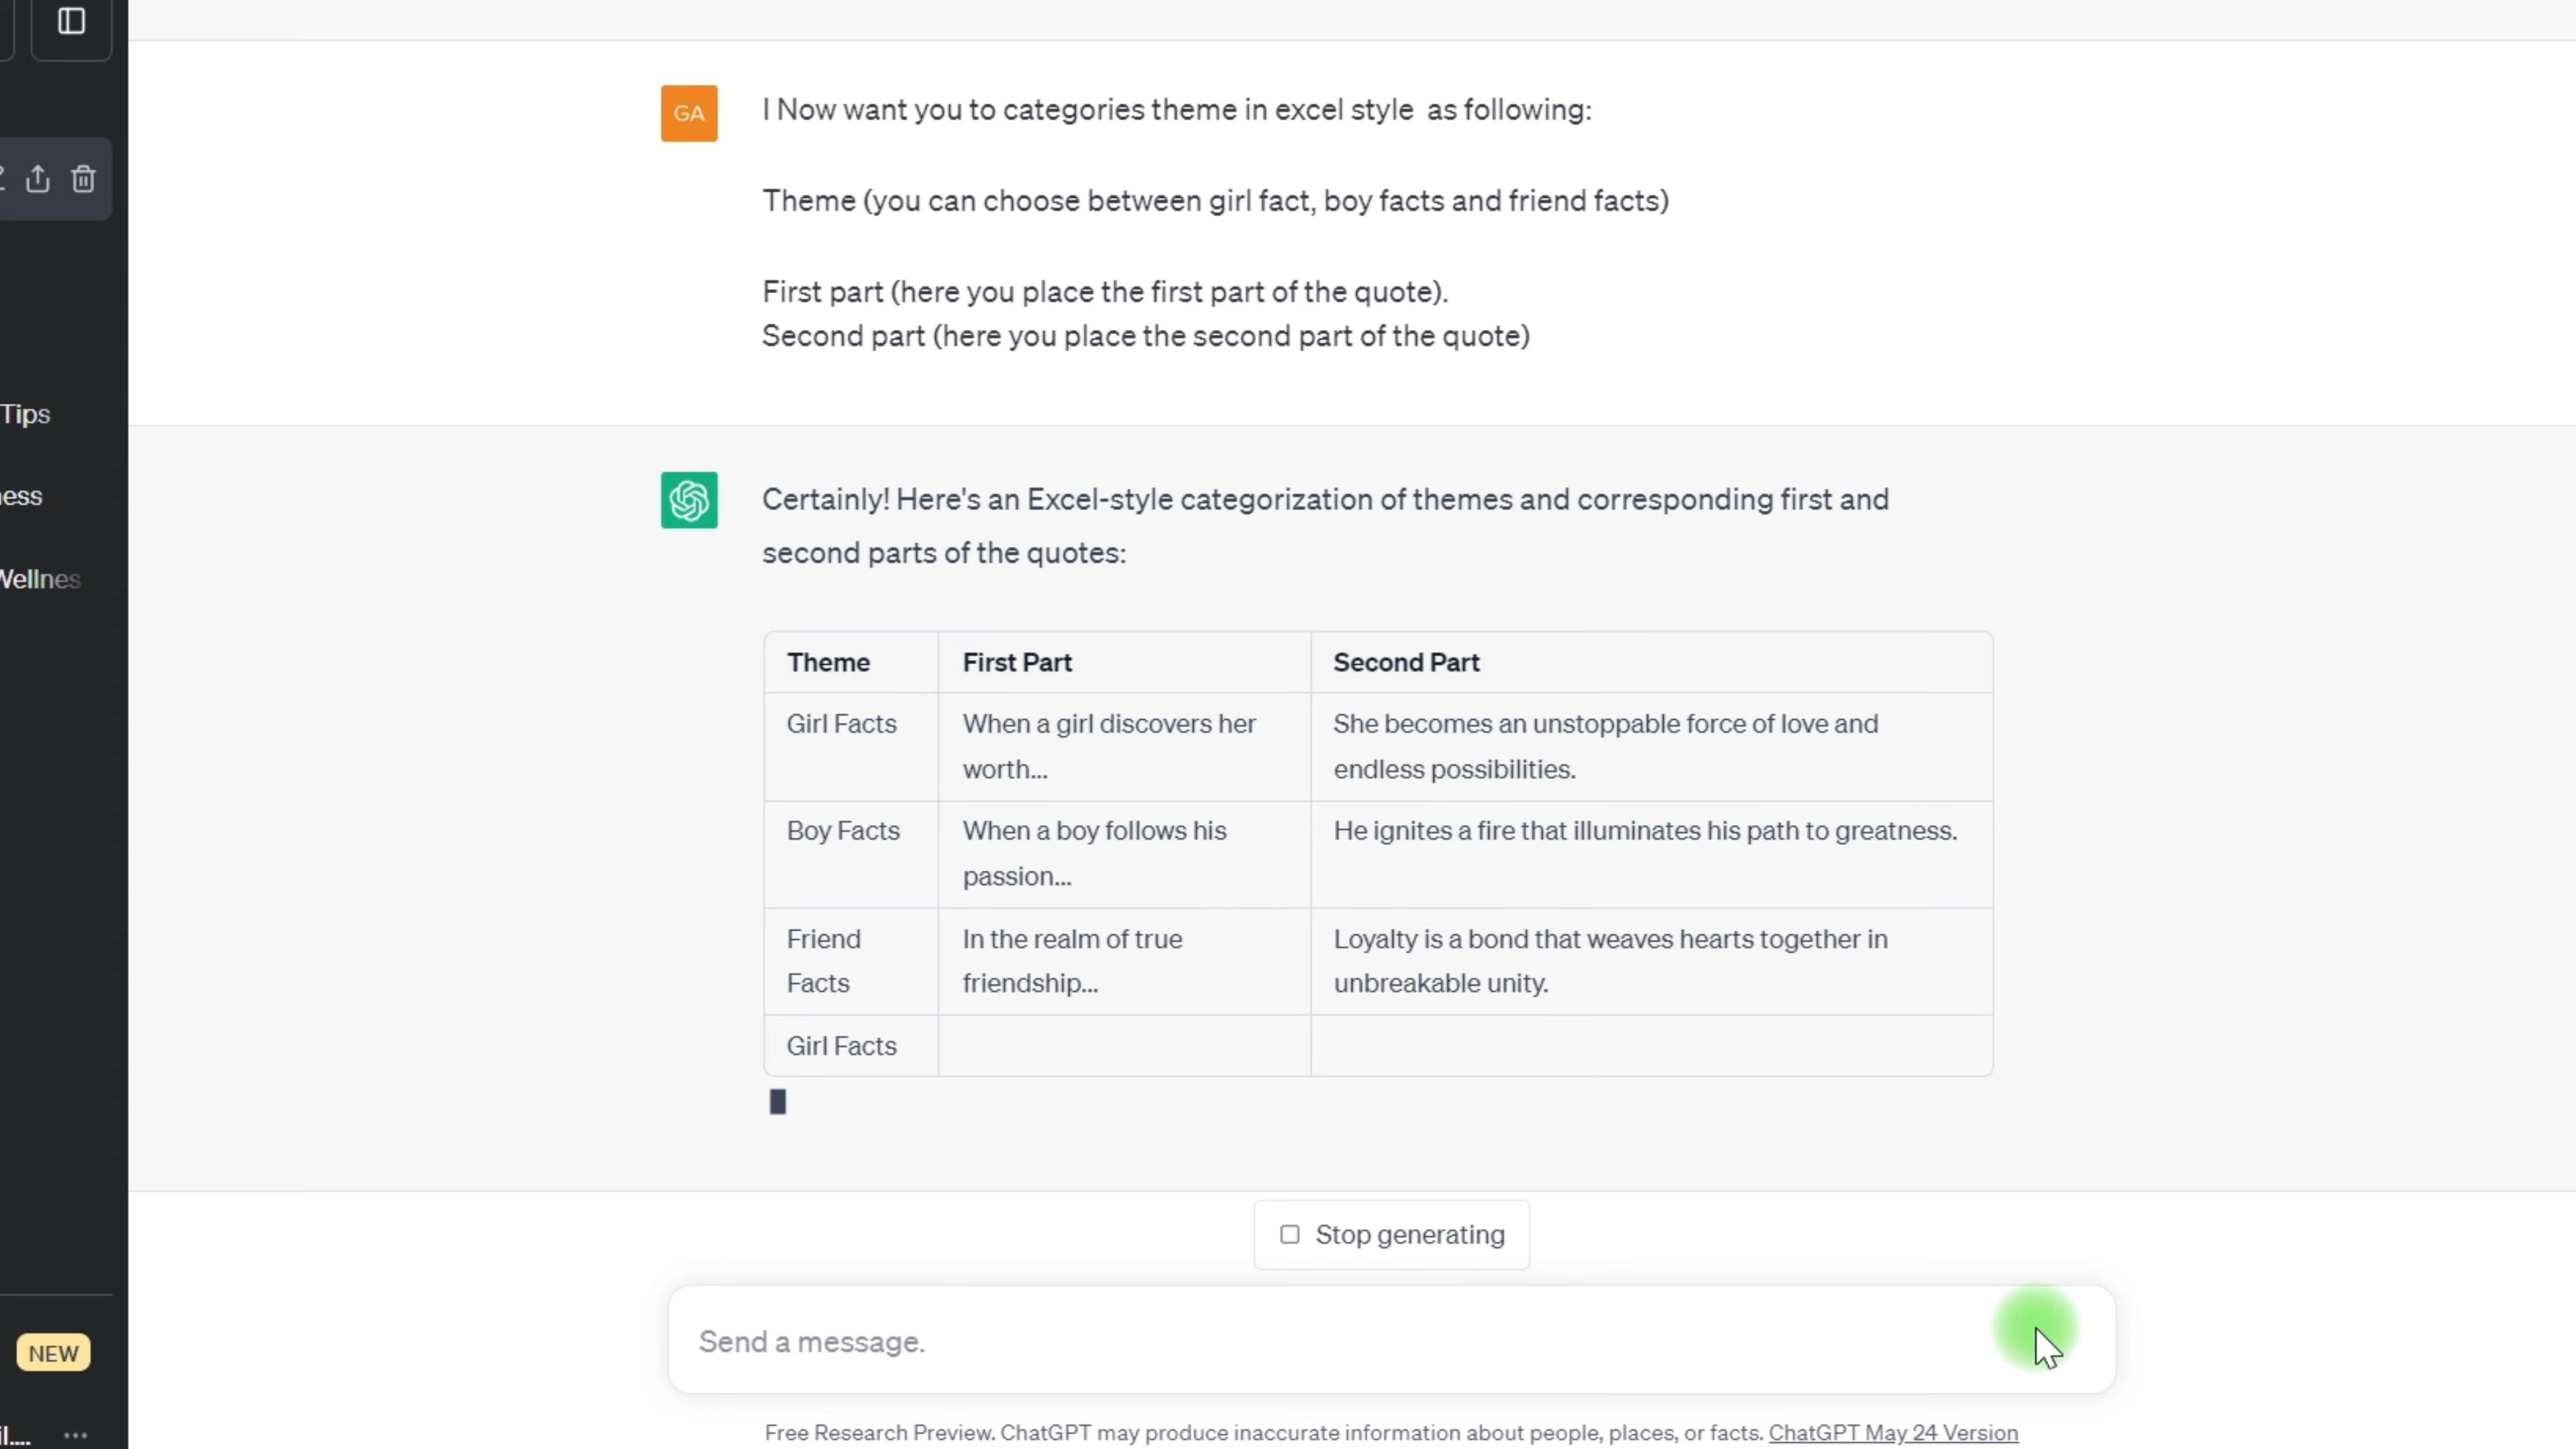 GA
I Now want you to categories theme in excel style as following:
Theme (you can choose between girl fact, boy facts and friend facts)
First part (here you place the first part of the quote).
Second part (here you place the second part of the quote)
Tips
ness
Wellnes
Certainly! Here's an Excel-style categorization of themes and corresponding first and
second parts of the quotes:
Theme First Part Second Part
Girl Facts When a girl discovers her She becomes an unstoppable force of love and
worth... endless possibilities.
Boy Facts When a boy follows his He ignites a fire that illuminates his path to greatness.
passion...
Friend In the realm of true Loyalty is a bond that weaves hearts together in
Facts friendship... unbreakable unity.
Girl Facts
Stop generating
Send a message.
NEW
il....
Free Research Preview. ChatGPT may produce inaccurate information about people, places, or facts. ChatGPT May 24 Version